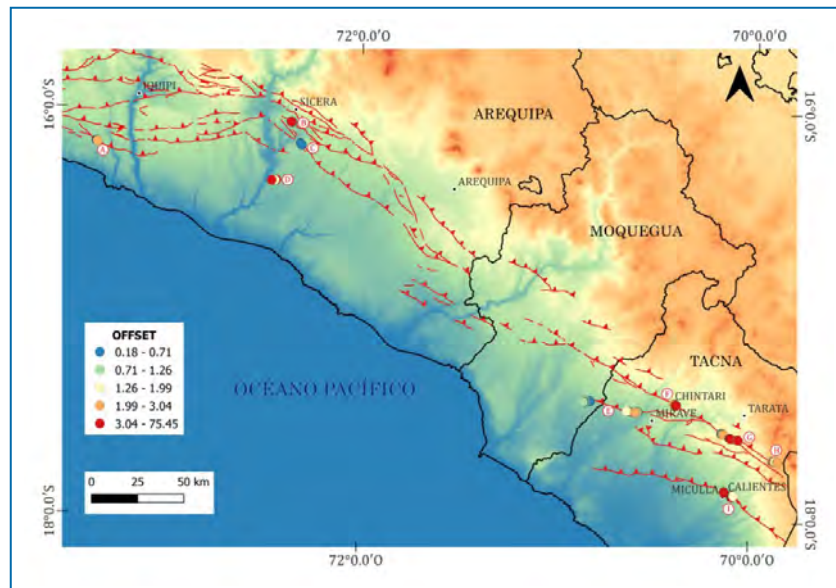 72°0.0'O
70°0.0'O
16°0.0'S
16°0.0'S
IQUIPI
SICERA
AREQUIPA
B
A
C
D
AREQUIPA
MOQUEGUA
OFFSET
0.18 - 0.71
0.71 - 1.26
1.26 - 1.99
1.99 - 3.04
3.04 - 75.45
OCÉANO PACÍFICO
TACNA
F
CHINTARI
E
MIRAVE
TARATA
G
H
MICULLA
CALIENTES
I
0 25 50 km
18°0.0'S
18°0.0'S
72°0.0'O
70°0.0'O